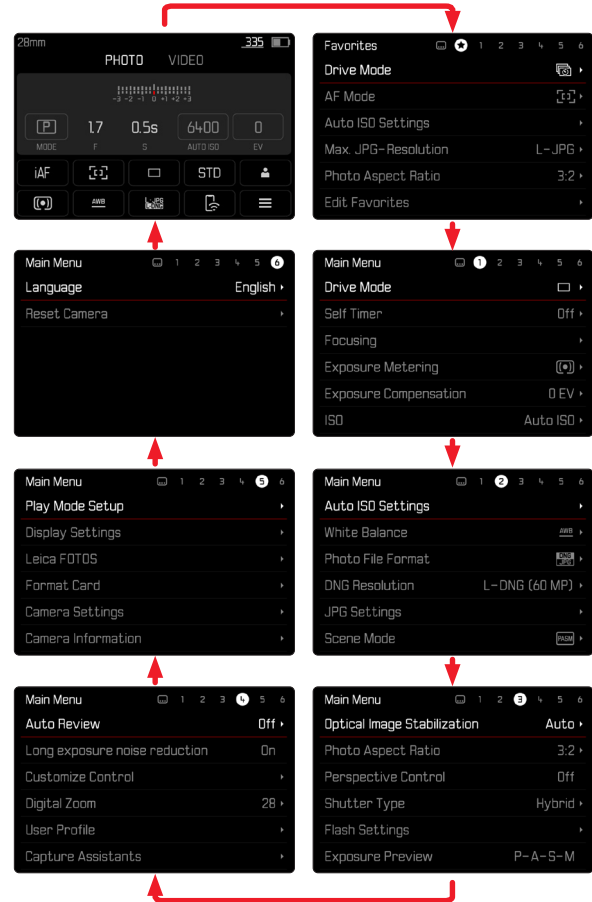 28mm 335
PHOTO VIDEO
-3 -2 -1 0 +1 +2 +3
P 1.7 0.5s 6400 0
MODE F S AUTO ISO EV
iAF STD
AWB L-JPG + DNG
Favorites 1 2 3 4 5 6
Drive Mode
AF Mode
Auto ISO Settings
Max. JPG-Resolution L-JPG
Photo Aspect Ratio 3:2
Edit Favorites
Main Menu 1 2 3 4 5 6
Language English
Reset Camera
Main Menu 1 2 3 4 5 6
Drive Mode
Self Timer Off
Focusing
Exposure Metering
Exposure Compensation 0 EV
ISO Auto ISO
Main Menu 1 2 3 4 5 6
Play Mode Setup
Display Settings
Leica FOTOS
Format Card
Camera Settings
Camera Information
Main Menu 1 2 3 4 5 6
Auto ISO Settings
White Balance AWB
Photo File Format DNG JPG
DNG Resolution L-DNG (60 MP)
JPG Settings
Scene Mode PASM
Main Menu 1 2 3 4 5 6
Auto Review Off
Long exposure noise reduction On
Customize Control
Digital Zoom 28
User Profile
Capture Assistants
Main Menu 1 2 3 4 5 6
Optical Image Stabilization Auto
Photo Aspect Ratio 3:2
Perspective Control Off
Shutter Type Hybrid
Flash Settings
Exposure Preview P-A-S-M